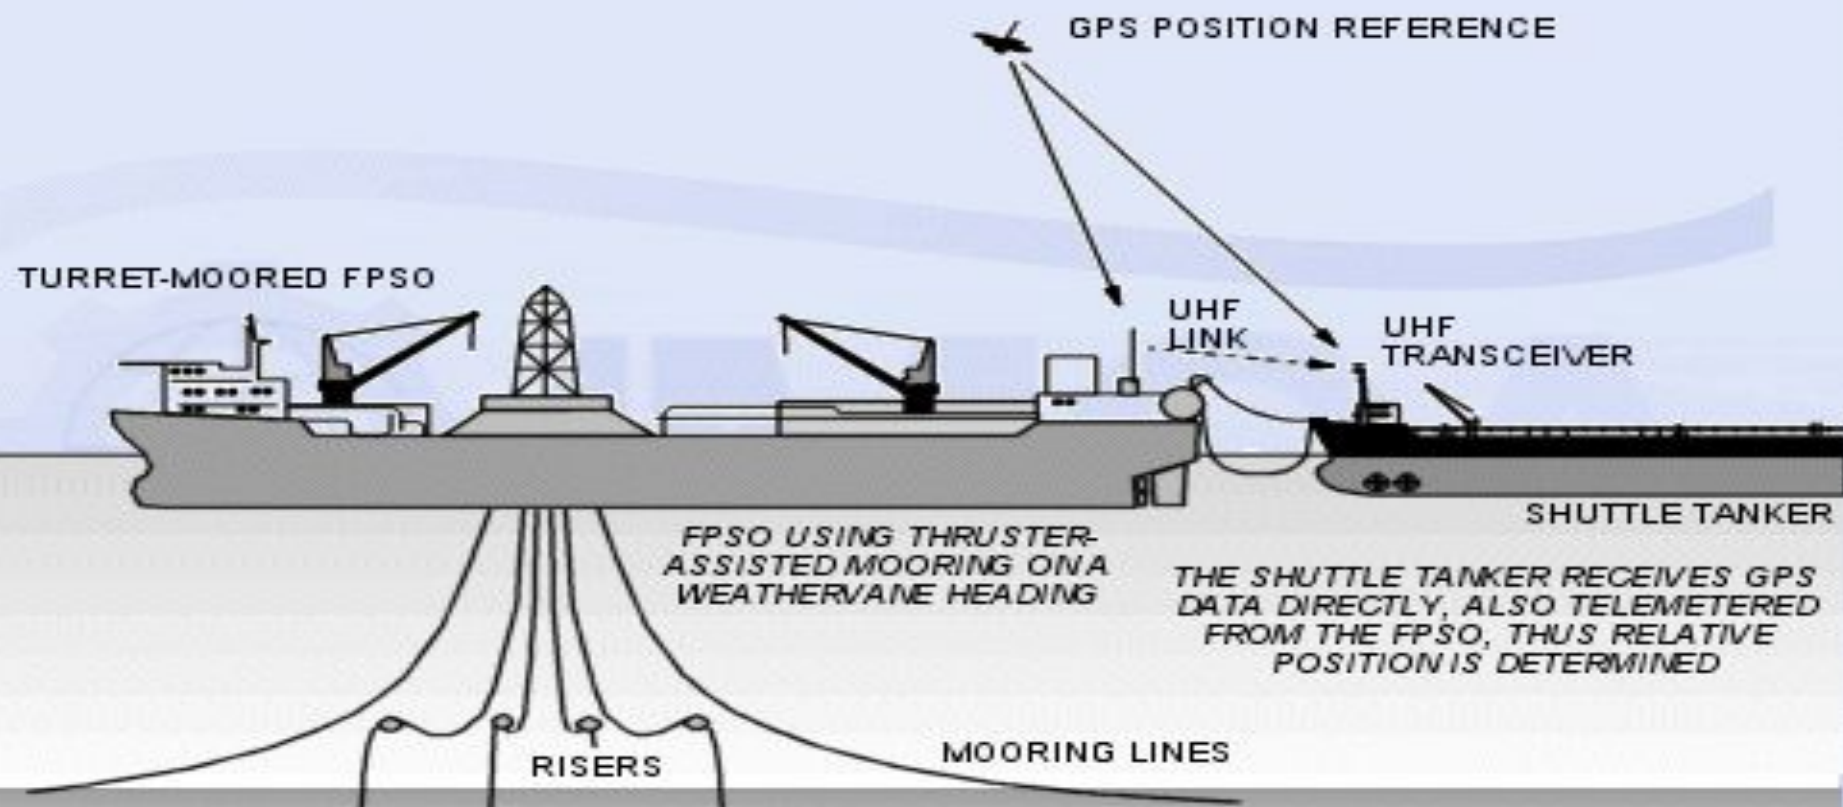 GPS POSITION REFERENCE
TURRET-MOORED FPSO
UHF
LINK
UHF
TRANSCEIVER
SHUTTLE TANKER
FPSO USING THRUSTER-
ASSISTED MOORING ON A
WEATHERVANE HEADING
THE SHUTTLE TANKER RECEIVES GPS
DATA DIRECTLY, ALSO TELEMETERED
FROM THE FPSO, THUS RELATIVE
POSITION IS DETERMINED
RISERS
MOORING LINES